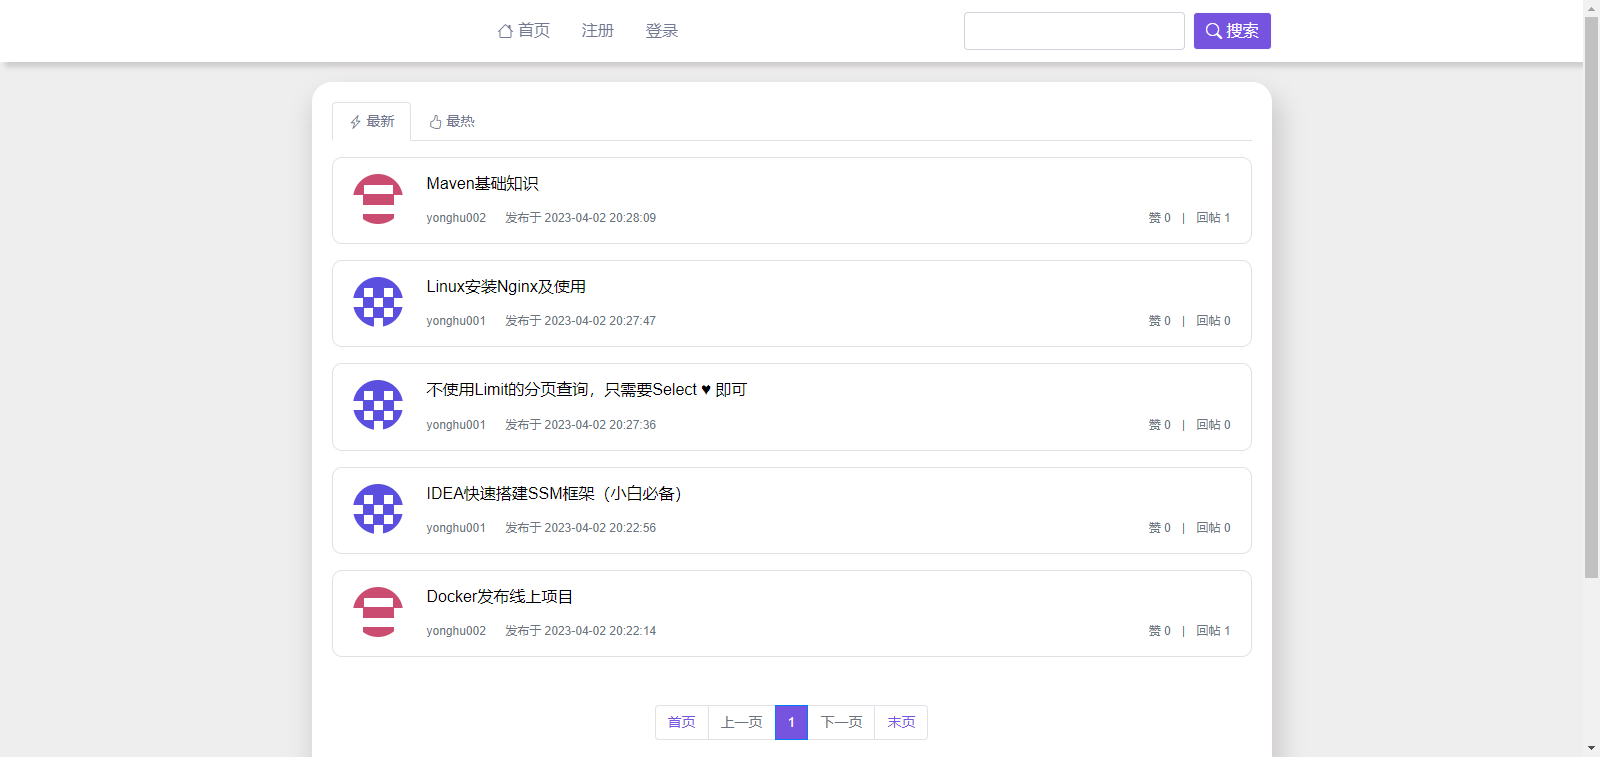 首页 注册 登录 搜索
最新 最热
Maven基础知识
yonghu002 发布于 2023-04-02 20:28:09 赞 0 | 回帖 1
Linux安装Nginx及使用
yonghu001 发布于 2023-04-02 20:27:47 赞 0 | 回帖 0
不使用Limit的分页查询，只需要Select ♥ 即可
yonghu001 发布于 2023-04-02 20:27:36 赞 0 | 回帖 0
IDEA快速搭建SSM框架（小白必备）
yonghu001 发布于 2023-04-02 20:22:56 赞 0 | 回帖 0
Docker发布线上项目
yonghu002 发布于 2023-04-02 20:22:14 赞 0 | 回帖 1
首页 上一页 1 下一页 末页